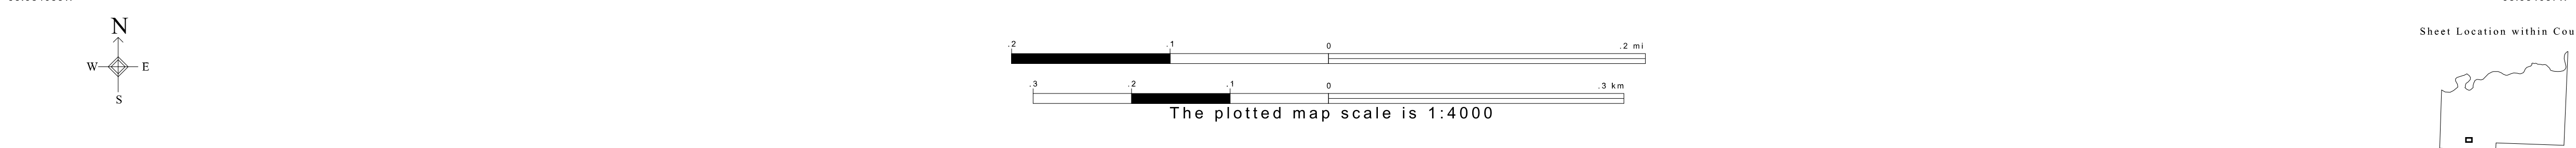 N
W E
S
.2 .1 0 .2 mi
.3 .2 .1 0 .3 km
The plotted map scale is 1:4000
Sheet Location within Cou